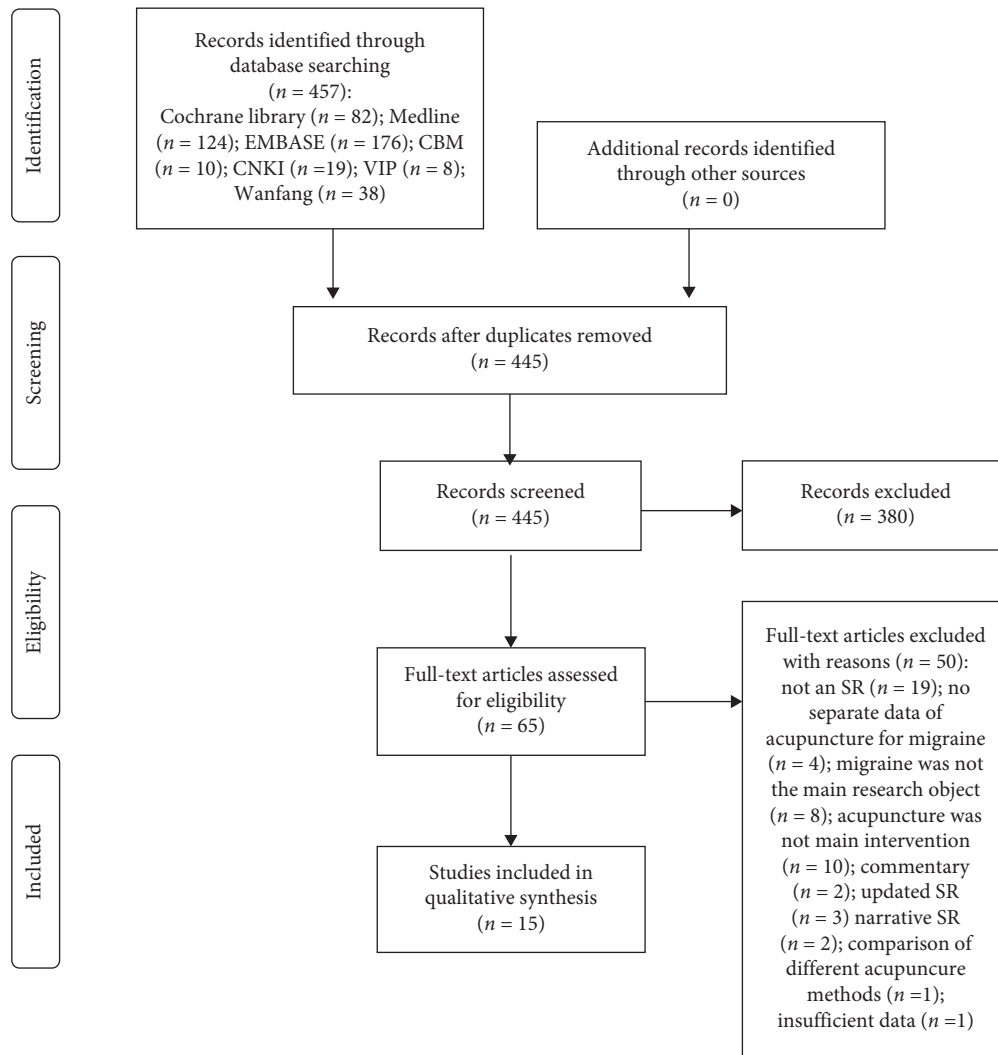 Identification
Records identified through
database searching
(n = 457):
Cochrane library (n = 82); Medline
(n = 124); EMBASE (n = 176); CBM
(n = 10); CNKI (n =19); VIP (n = 8);
Wanfang (n = 38)
Additional records identified
through other sources
(n = 0)
Screening
Records after duplicates removed
(n = 445)
Records screened
(n = 445)
Records excluded
(n = 380)
Eligibility
Full-text articles assessed
for eligibility
(n = 65)
Full-text articles excluded
with reasons (n = 50):
not an SR (n = 19); no
separate data of
acupuncture for migraine
(n = 4); migraine was not
the main research object
(n = 8); acupuncture was
not main intervention
(n = 10); commentary
(n = 2); updated SR
(n = 3) narrative SR
(n = 2); comparison of
different acupuncure
methods (n =1);
insufficient data (n =1)
Included
Studies included in
qualitative synthesis
(n = 15)